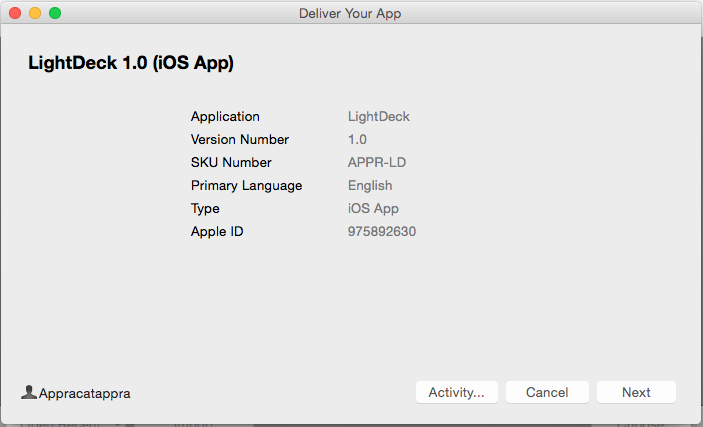 Deliver Your App
LightDeck 1.0 (iOS App)
Application LightDeck
Version Number 1.0
SKU Number APPR-LD
Primary Language English
Type iOS App
Apple ID 975892630
Appracatappra
Activity... Cancel Next